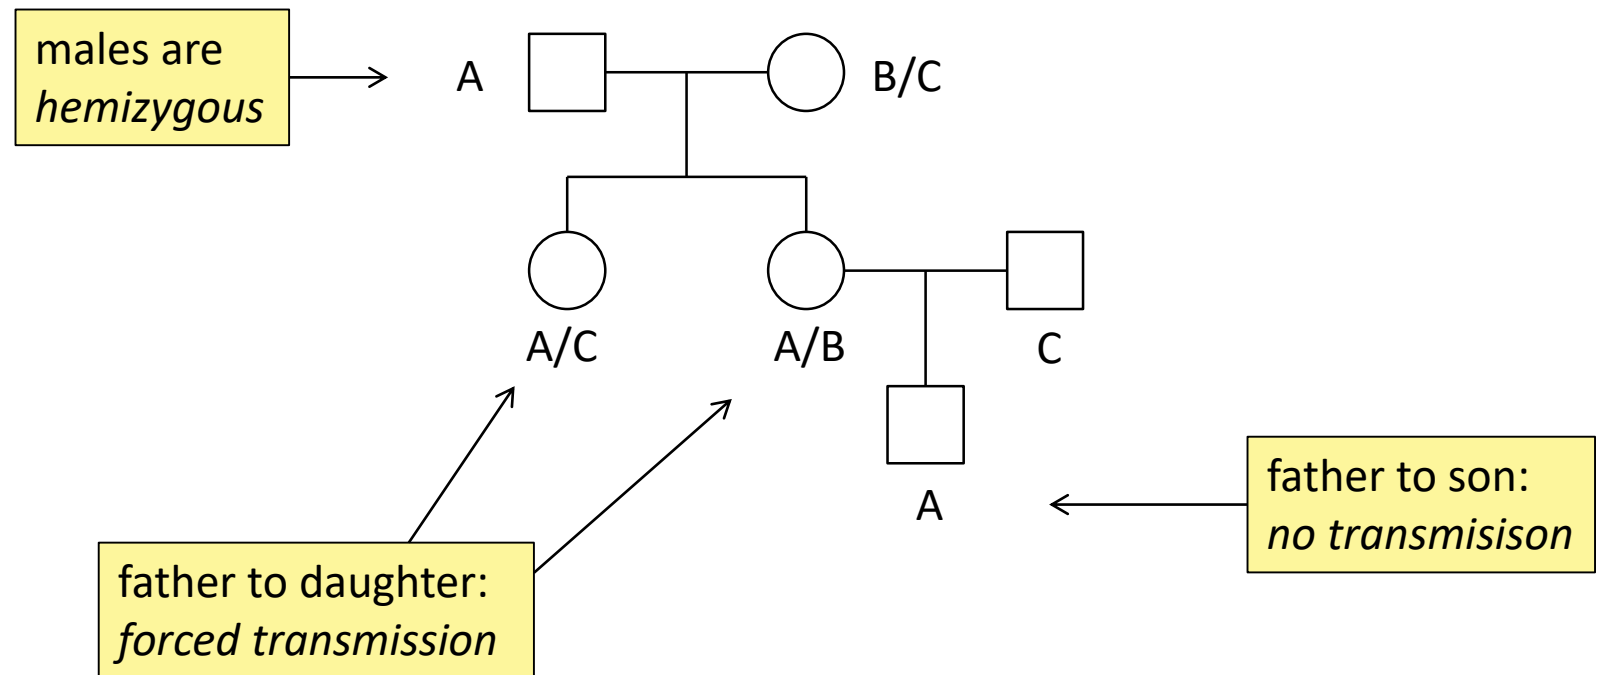 males are
hemizygous
A
B/C
A/C
A/B
C
A
father to son:
no transmisison
father to daughter:
forced transmission